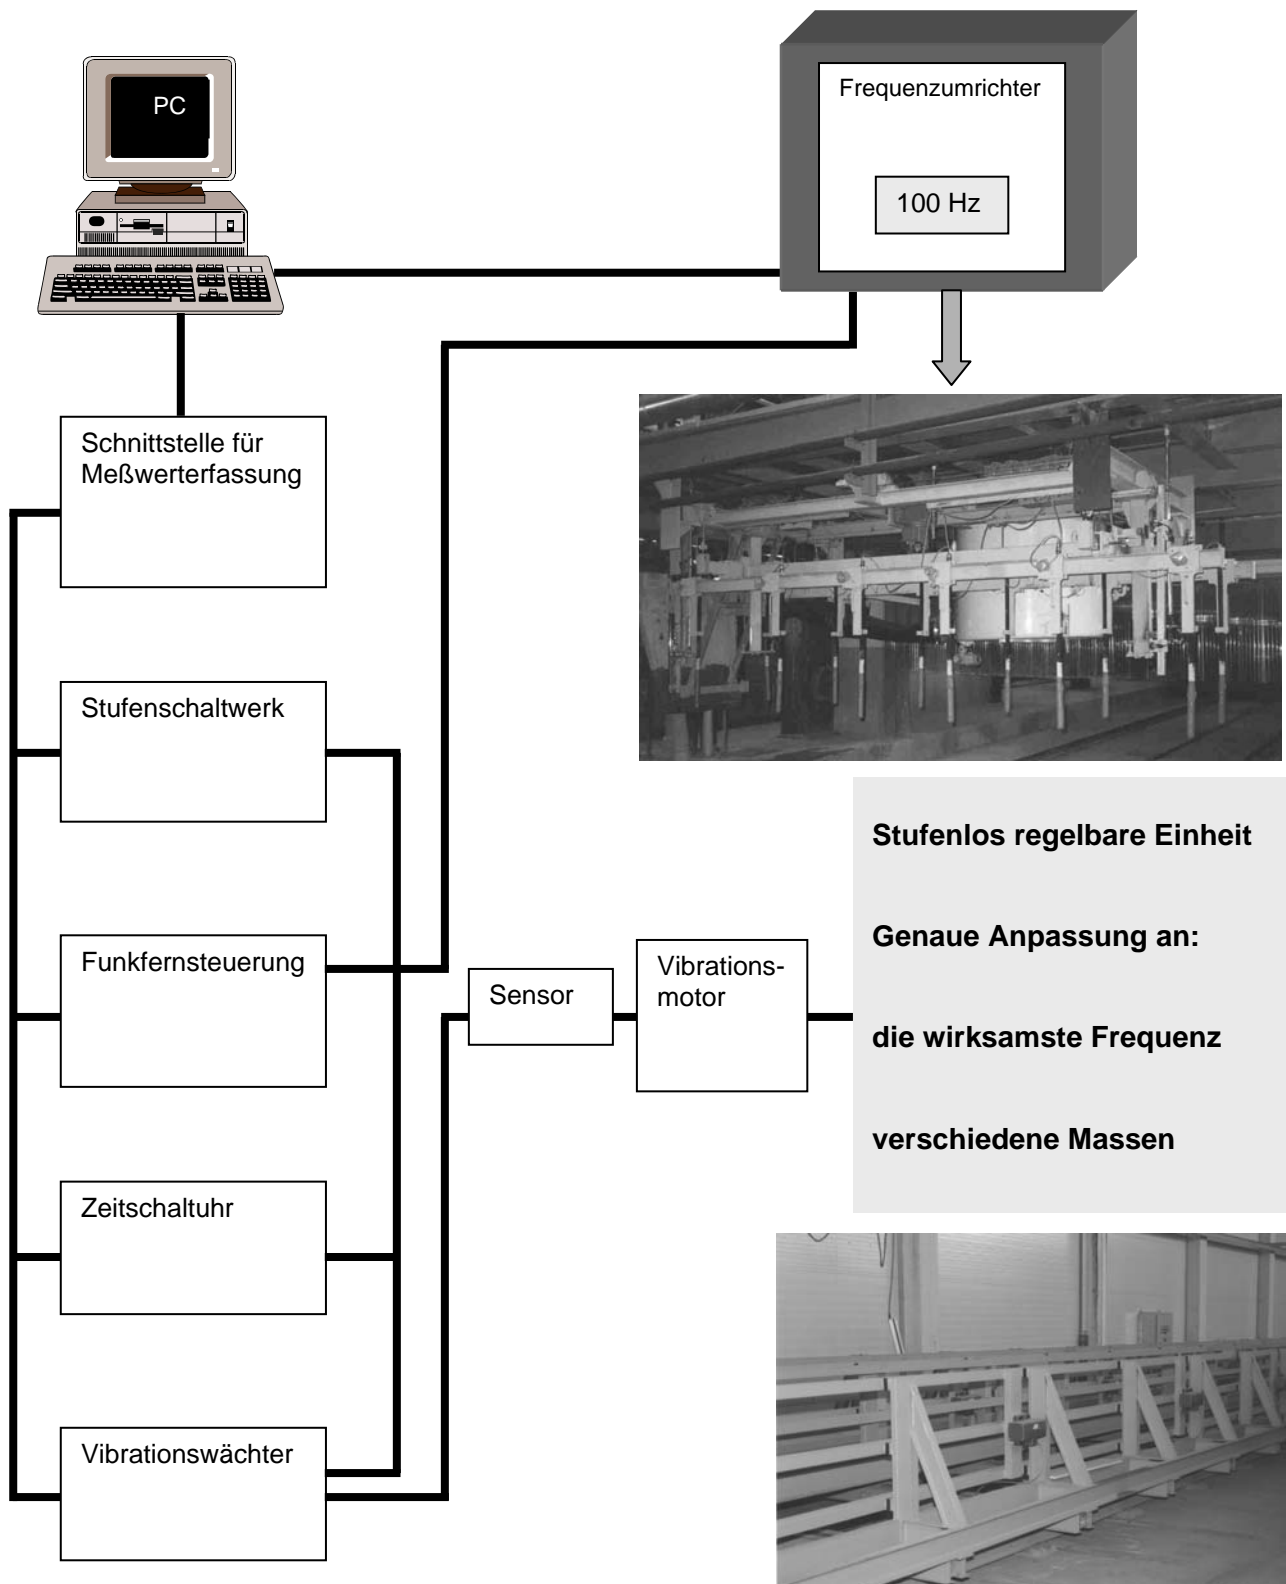 PC
Frequenzumrichter
100 Hz
Schnittstelle für
Meßwerterfassung
Stufenschaltwerk
Funkfernsteuerung
Sensor
Vibrations-
motor
Stufenlos regelbare Einheit
Genaue Anpassung an:
die wirksamste Frequenz
verschiedene Massen
Zeitschaltuhr
Vibrationswächter